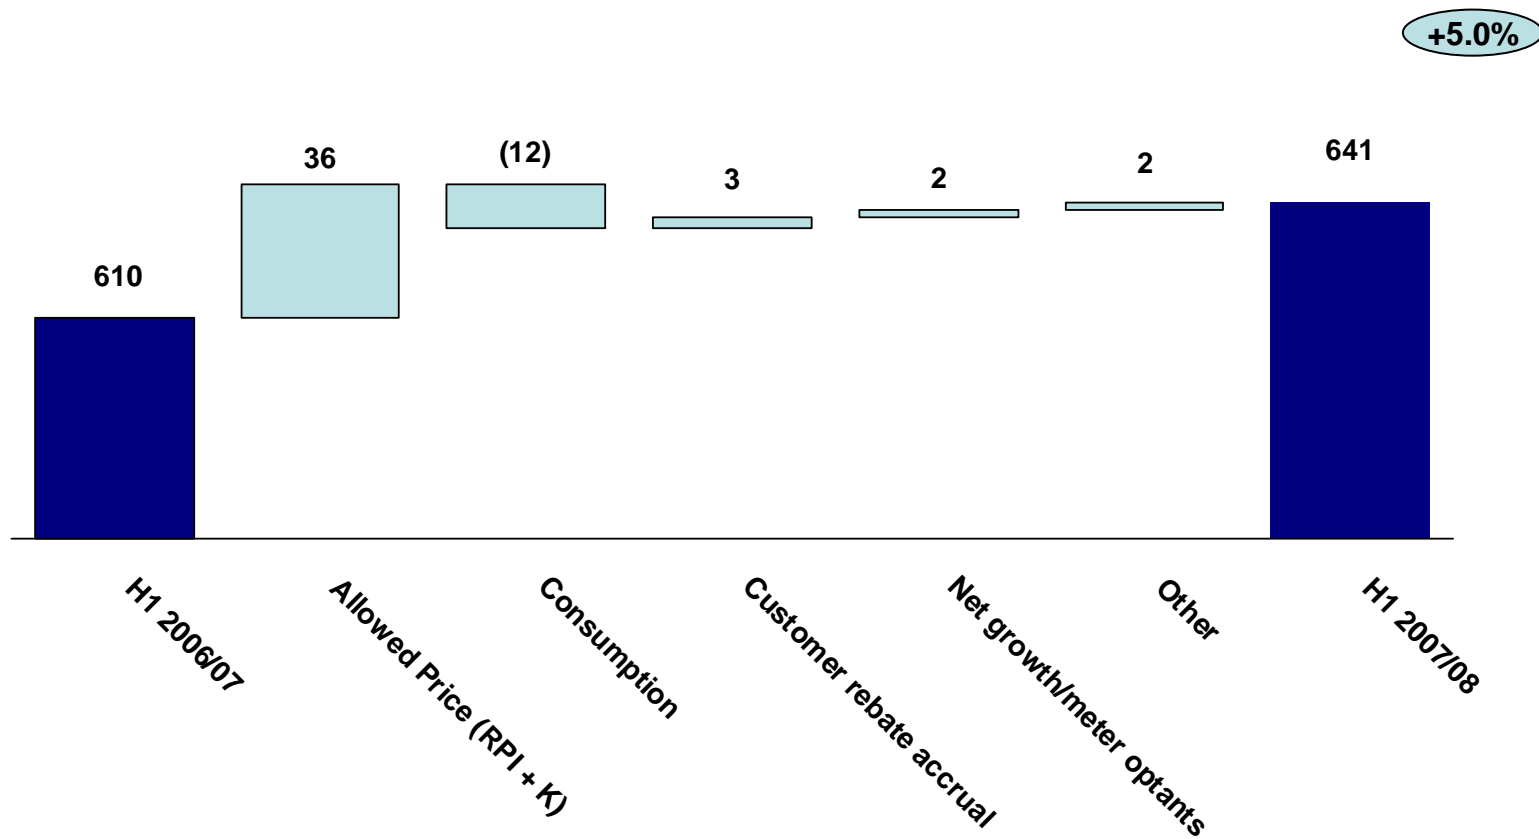 +5.0%
610
36
(12)
3
2
2
641
H1 2006/07
Allowed Price (RPI + K)
Consumption
Customer rebate accrual
Net growth/meter optants
Other
H1 2007/08